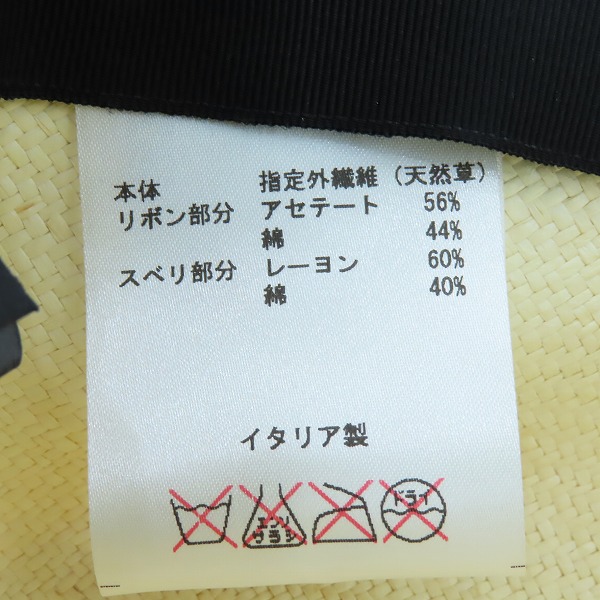 本体 指定外繊維（天然草）
リボン部分 アセテート 56%
綿 44%
スベリ部分 レーヨン 60%
綿 40%
イタリア製
エンソ ドライ
サラシ